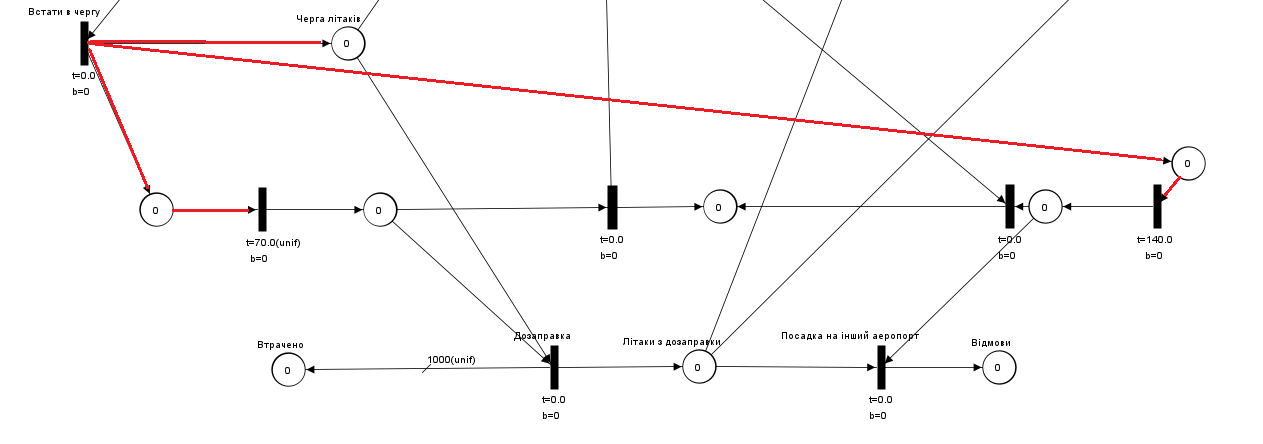 Встати в чергу
Черга літаків
0
t=0.0
b=0
0
0
0
0
0
t=70.0(unif)
b=0
t=0.0
b=0
t=0.0
b=0
t=140.0
b=0
Втрачено
Дозаправка
Літаки з дозаправки
Посадка на інший аеропорт
Відмови
0
1000(unif)
0
0
t=0.0
b=0
t=0.0
b=0